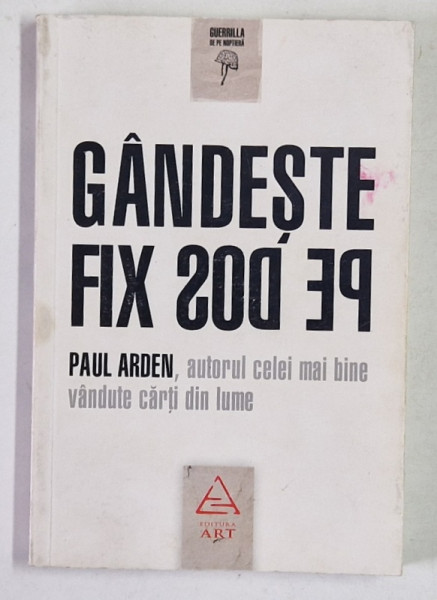 GUERRILLA
DE PE NOPTIERĂ
GÂNDEȘTE
FIX PE DOS
PAUL ARDEN, autorul celei mai bine
vândute cărți din lume
EDITURA
ART